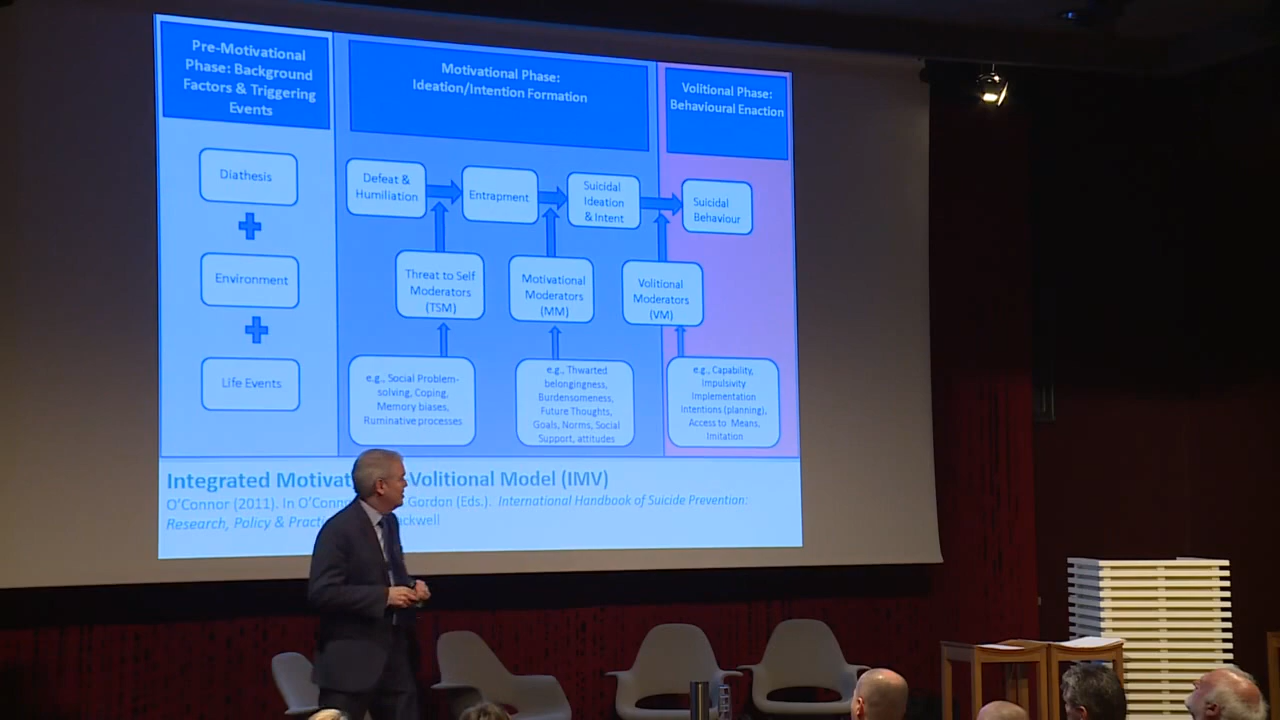 Pre-Motivational
Phase: Background
Factors & Triggering
Events
Motivational Phase:
Ideation/Intention Formation
Volitional Phase:
Behavioural Enaction
Diathesis
Environment
Life Events
Defeat &
Humiliation
Entrapment
Suicidal
Ideation
& Intent
Suicidal
Behaviour
Threat to Self
Moderators
(TSM)
Motivational
Moderators
(MM)
Volitional
Moderators
(VM)
e.g., Social Problem-
solving, Coping,
Memory biases,
Ruminative processes
e.g., Thwarted
belongingness,
Burdensomeness,
Future Thoughts,
Goals, Norms, Social
Support, attitudes
e.g., Capability,
Impulsivity
Implementation
Intentions (planning),
Access to Means,
Imitation
Integrated Volitional Model (IMV)
O'Connor (2011). In Gordon (Eds.). International Handbook of Suicide Prevention:
Research, Policy &